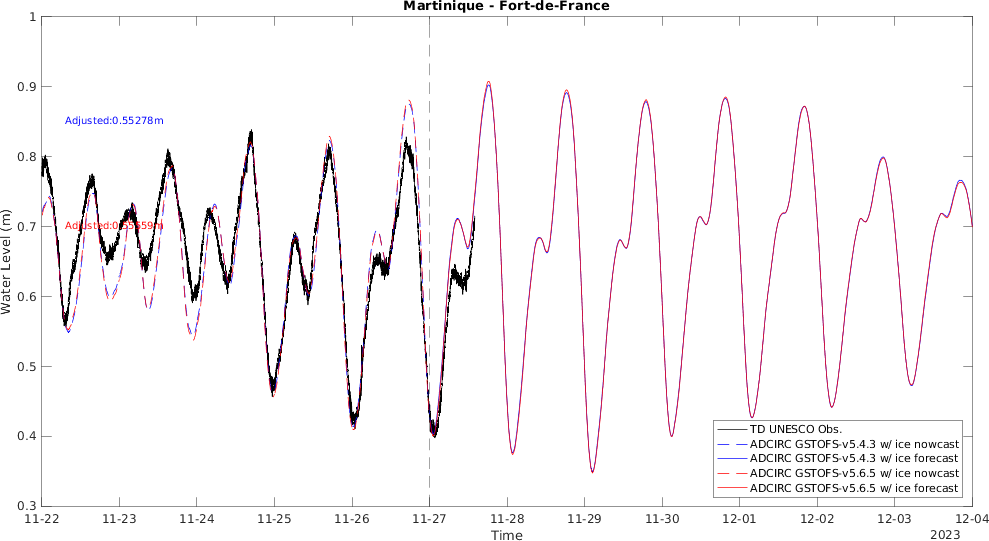 Martinique - Fort-de-France
1
0.9
0.8
0.7
0.6
0.5
0.4
0.3
Water Level (m)
Adjusted:0.55278m
Adjusted:0.55559m
TD UNESCO Obs.
ADCIRC GSTOFS-v5.4.3 w/ ice nowcast
ADCIRC GSTOFS-v5.4.3 w/ ice forecast
ADCIRC GSTOFS-v5.6.5 w/ ice nowcast
ADCIRC GSTOFS-v5.6.5 w/ ice forecast
11-22 11-23 11-24 11-25 11-26 11-27 11-28 11-29 11-30 12-01 12-02 12-03 12-04
Time
2023